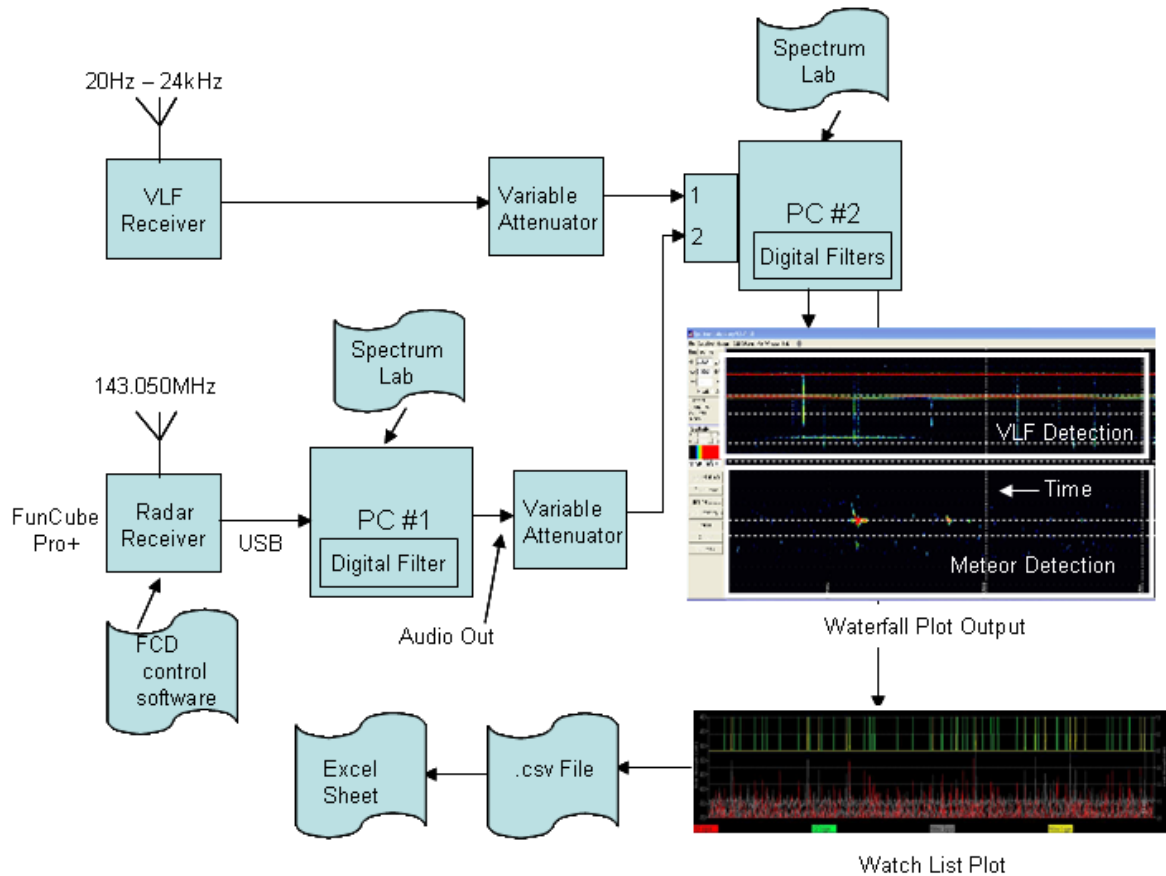 Spectrum
Lab
20Hz – 24kHz
VLF
Receiver
Variable
Attenuator
1
2
PC #2
Digital Filters
Spectrum
Lab
143.050MHz
FunCube
Pro+
Radar
Receiver
USB
PC #1
Digital Filter
Variable
Attenuator
Audio Out
FCD
control
software
VLF Detection
Time
Meteor Detection
Waterfall Plot Output
Excel
Sheet
.csv File
Watch List Plot